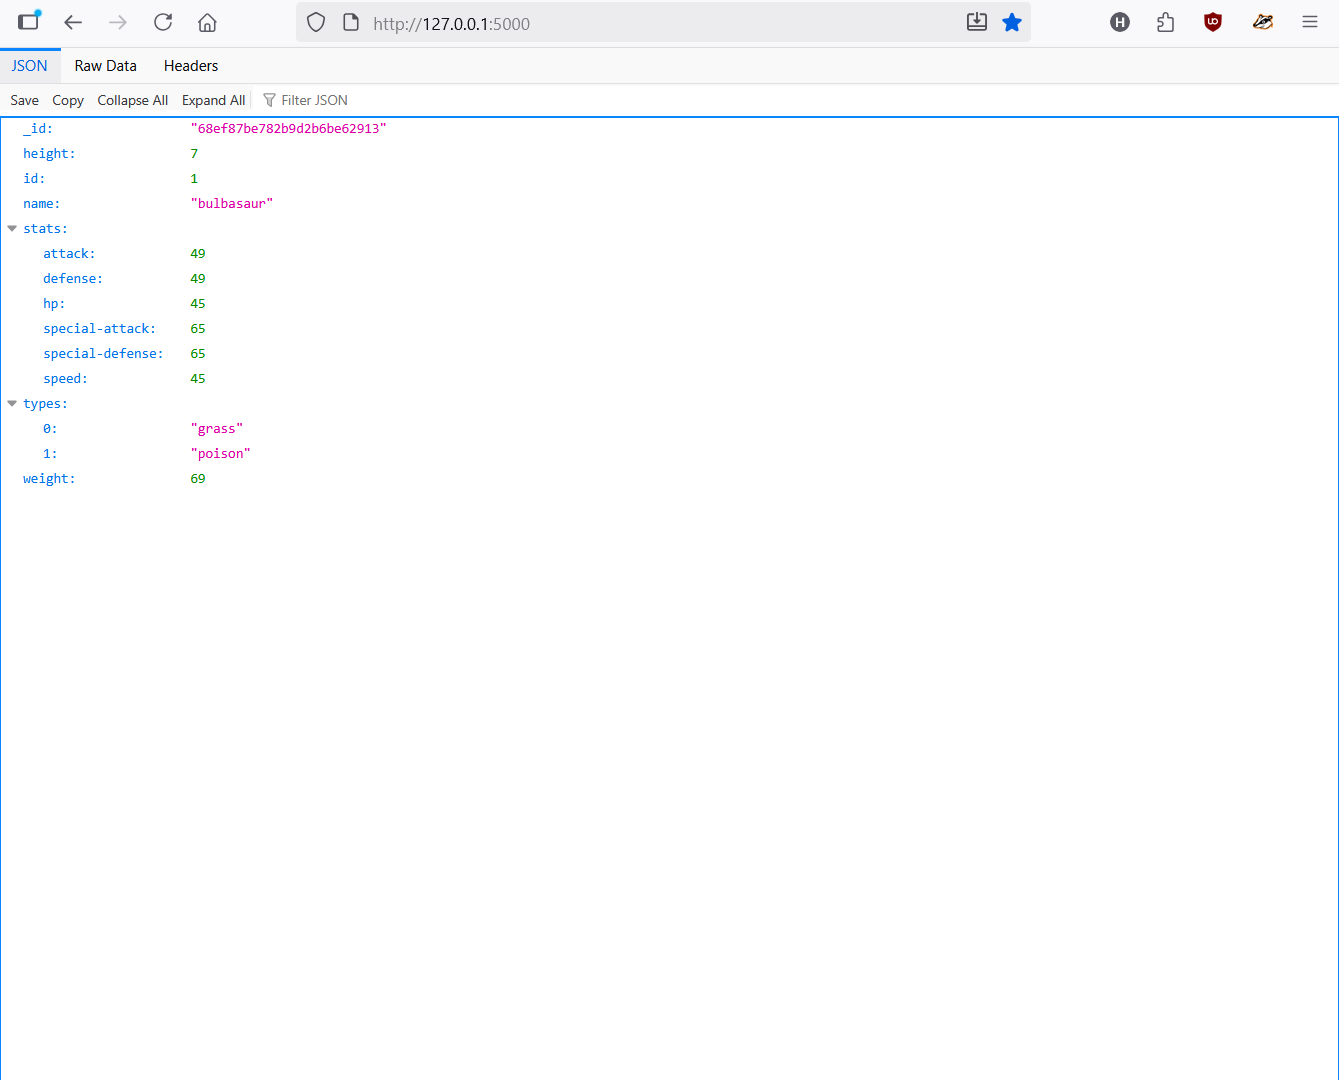 http://127.0.0.1:5000
H
JSON Raw Data Headers
Save Copy Collapse All Expand All Filter JSON
_id: "68ef87be782b9d2b6be62913"
height: 7
id: 1
name: "bulbasaur"
stats:
attack: 49
defense: 49
hp: 45
special-attack: 65
special-defense: 65
speed: 45
types:
0: "grass"
1: "poison"
weight: 69